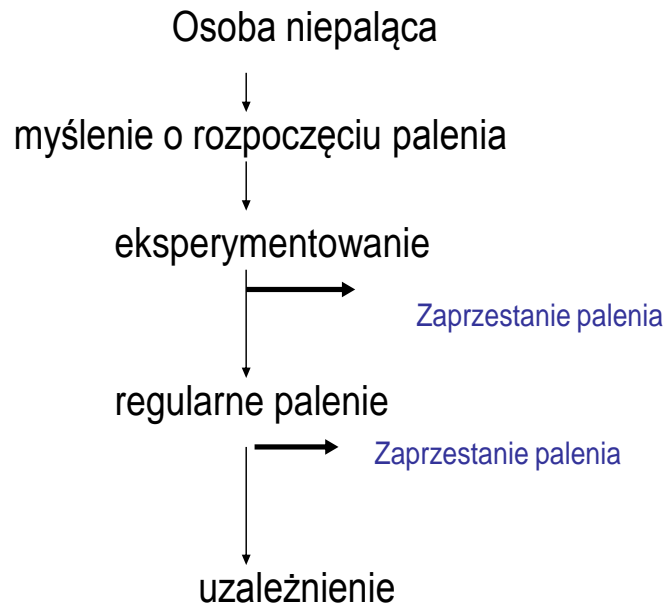 Osoba niepaląca
myślenie o rozpoczęciu palenia
eksperymentowanie
Zaprzestanie palenia
regularne palenie
Zaprzestanie palenia
uzależnienie